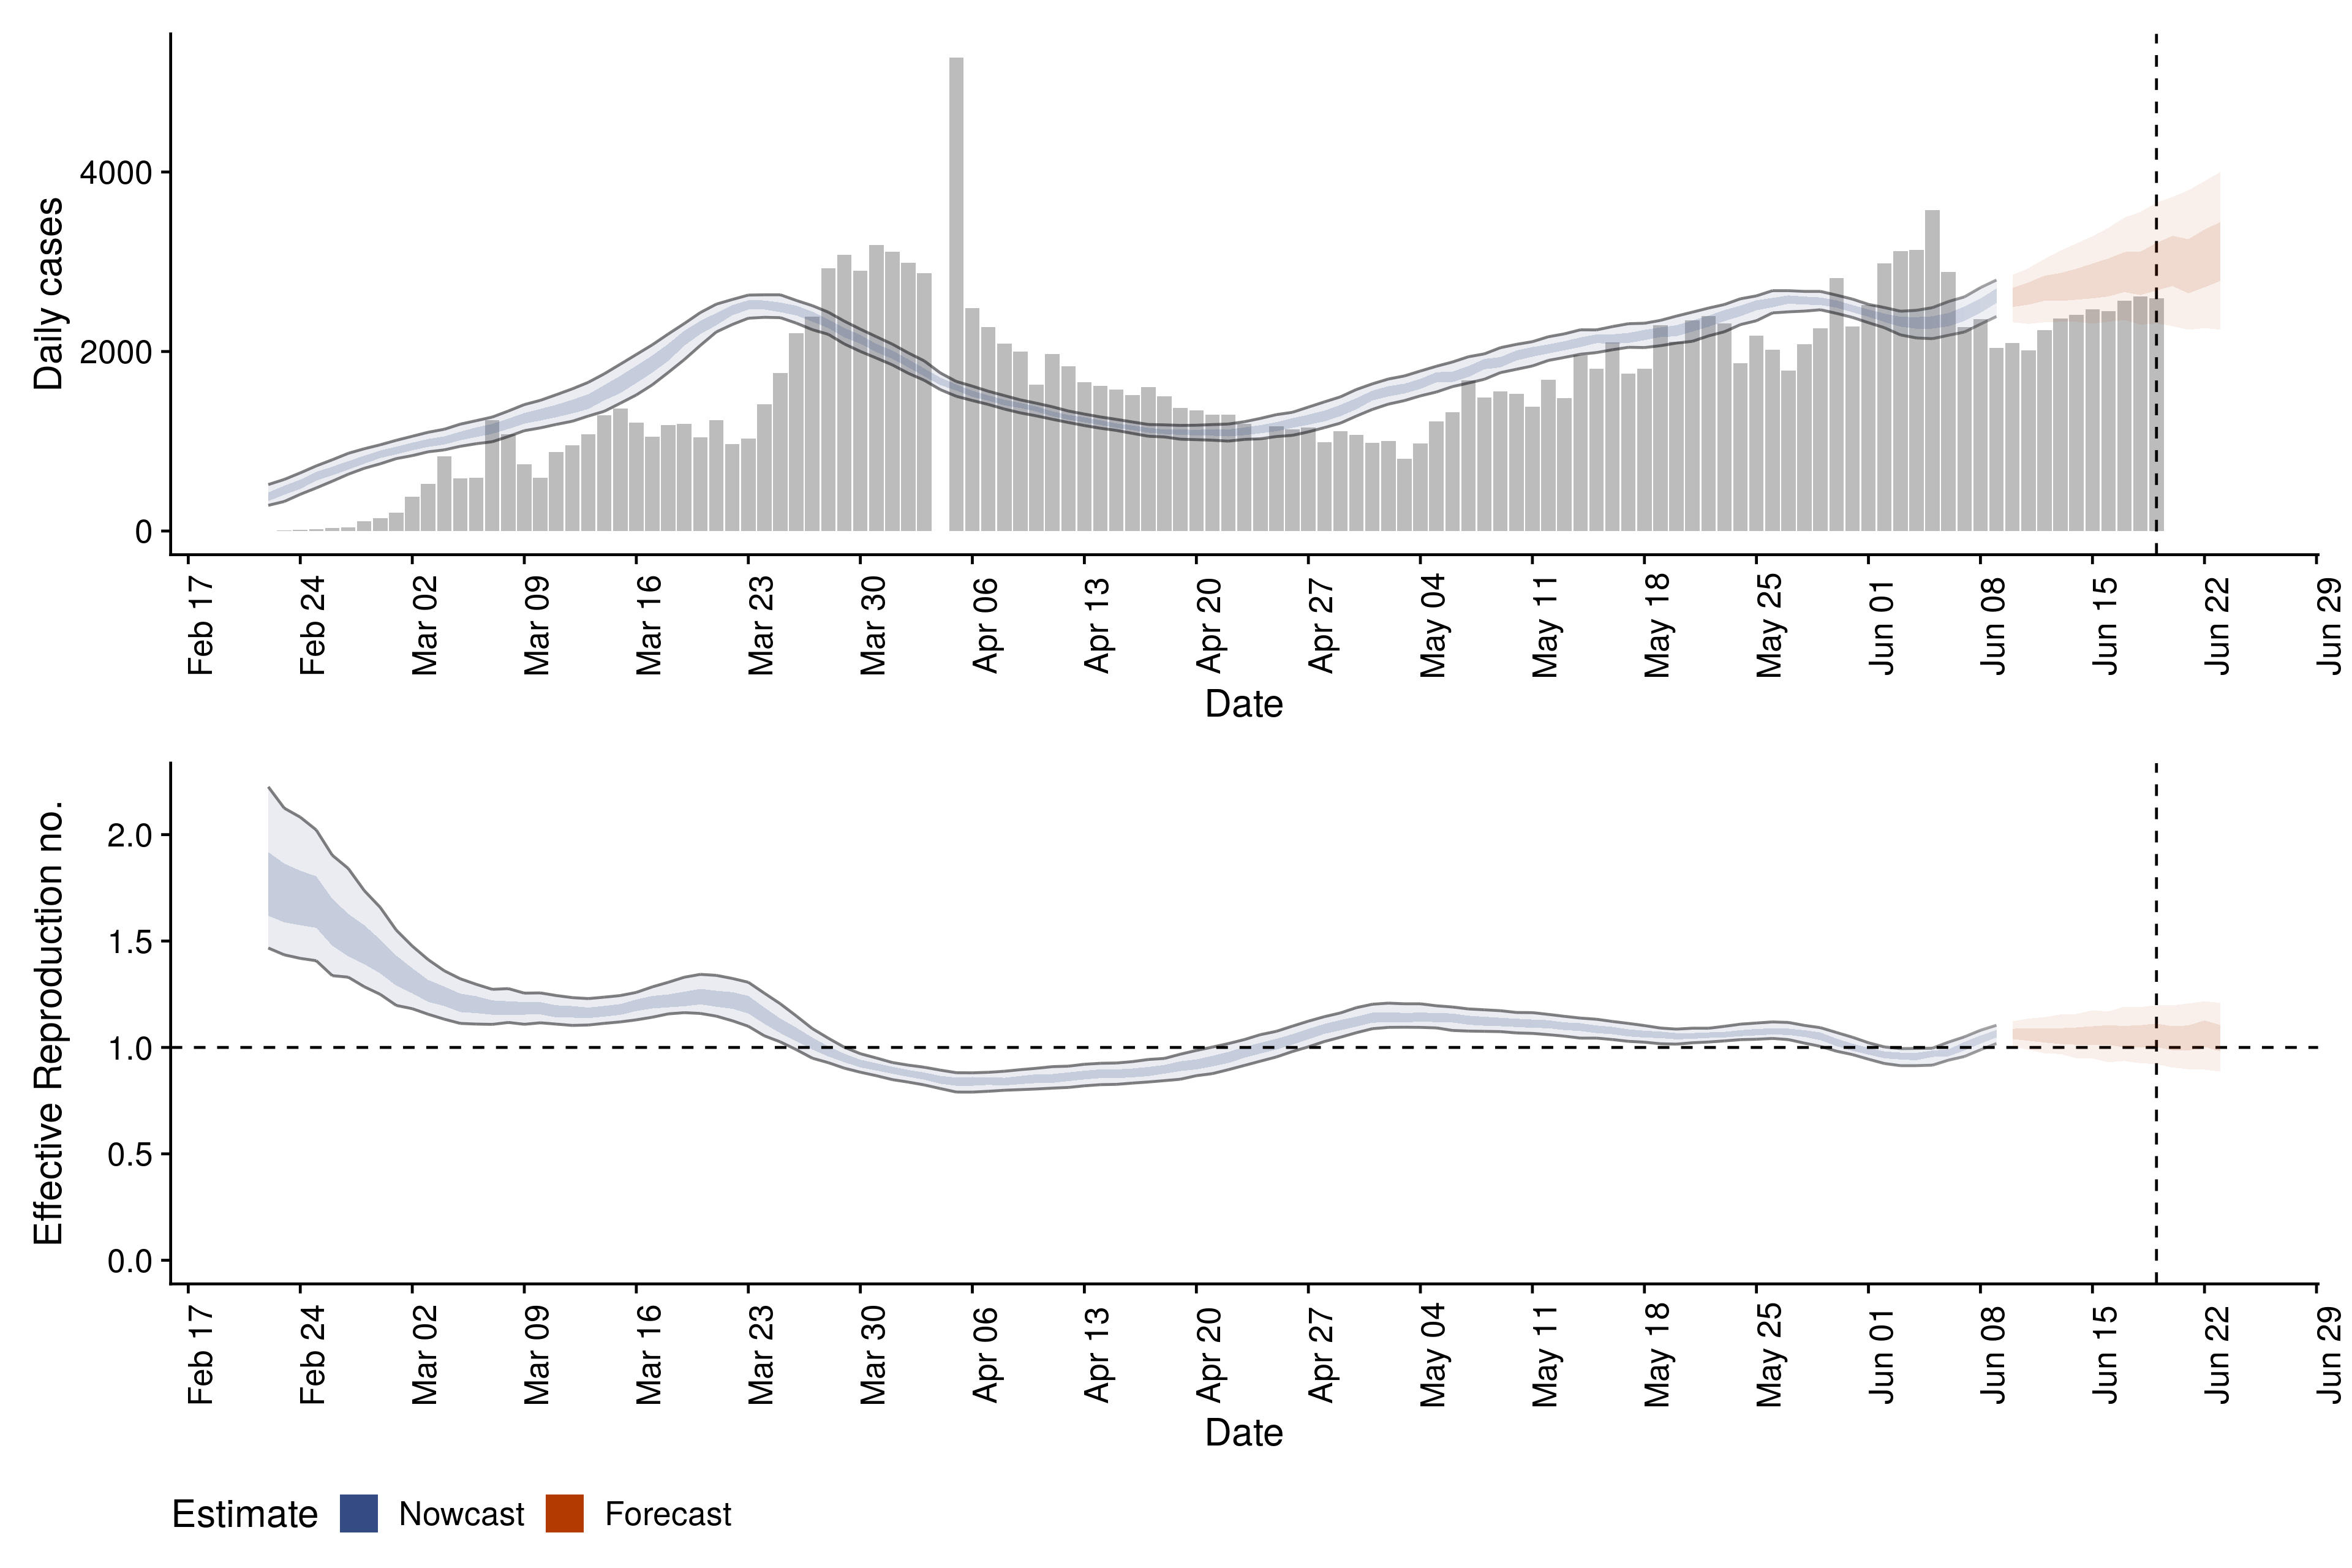 Daily cases
4000
2000
0
Feb 17 Feb 24 Mar 02 Mar 09 Mar 16 Mar 23 Mar 30 Apr 06 Apr 13 Apr 20 Apr 27 May 04 May 11 May 18 May 25 Jun 01 Jun 08 Jun 15 Jun 22 Jun 29
Date
Effective Reproduction no.
2.0
1.5
1.0
0.5
0.0
Feb 17 Feb 24 Mar 02 Mar 09 Mar 16 Mar 23 Mar 30 Apr 06 Apr 13 Apr 20 Apr 27 May 04 May 11 May 18 May 25 Jun 01 Jun 08 Jun 15 Jun 22 Jun 29
Date
Estimate Nowcast Forecast